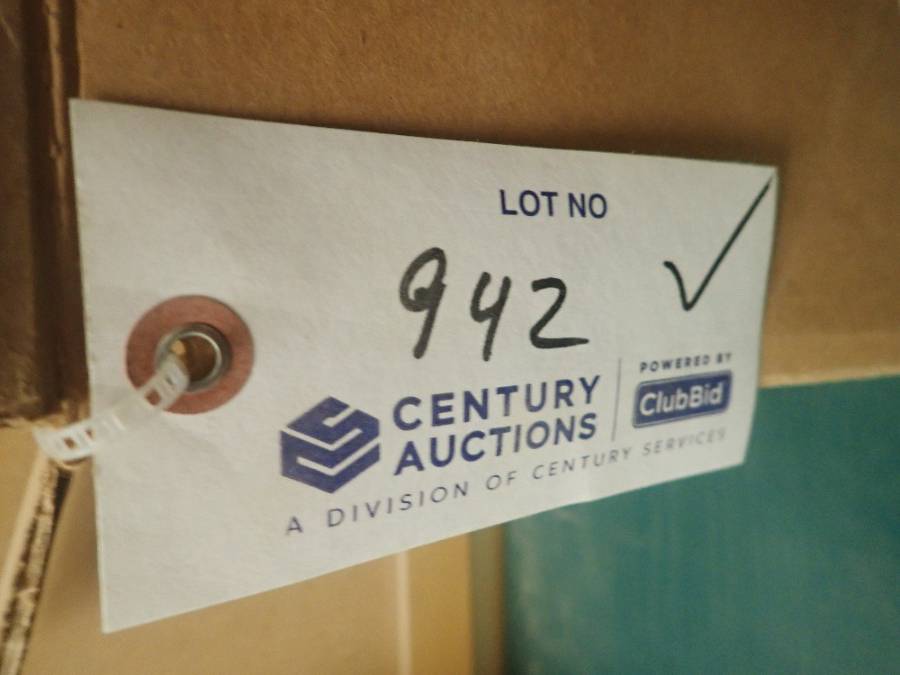 LOT NO
942 ✓
CENTURY
AUCTIONS
A DIVISION OF CENTURY SERVICES
POWERED BY
ClubBid